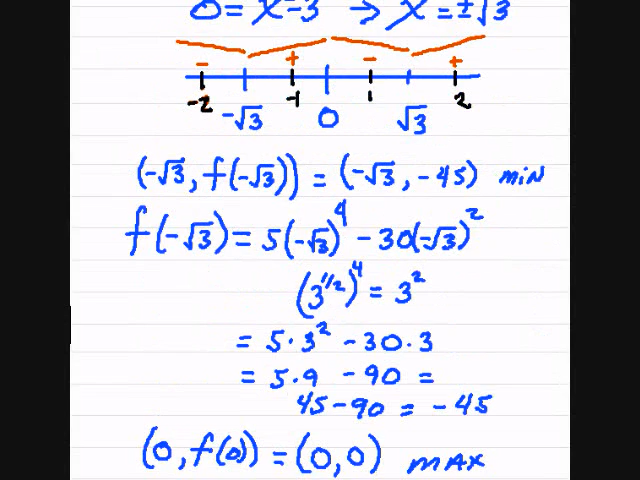 0 = x² - 3 → x = ±√3
- + - +
-2 -√3 -1 0 1 √3 2
(-√3, f(-√3)) = (-√3, -45) min
f(-√3) = 5(-√3)⁴ - 30(-√3)²
(3^1/2)⁴ = 3²
= 5·3² - 30·3
= 5·9 - 90 =
45 - 90 = -45
(0, f(0)) = (0, 0) max